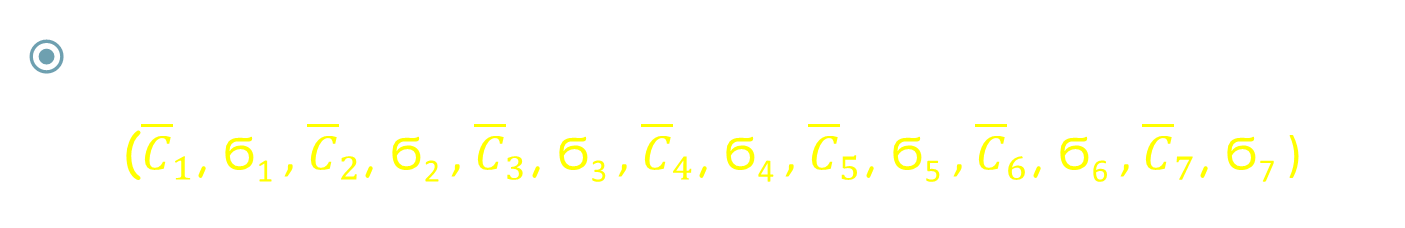 (C̅₁, б₁, C̅₂, б₂, C̅₃, б₃, C̅₄, б₄, C̅₅, б₅, C̅₆, б₆, C̅₇, б₇)